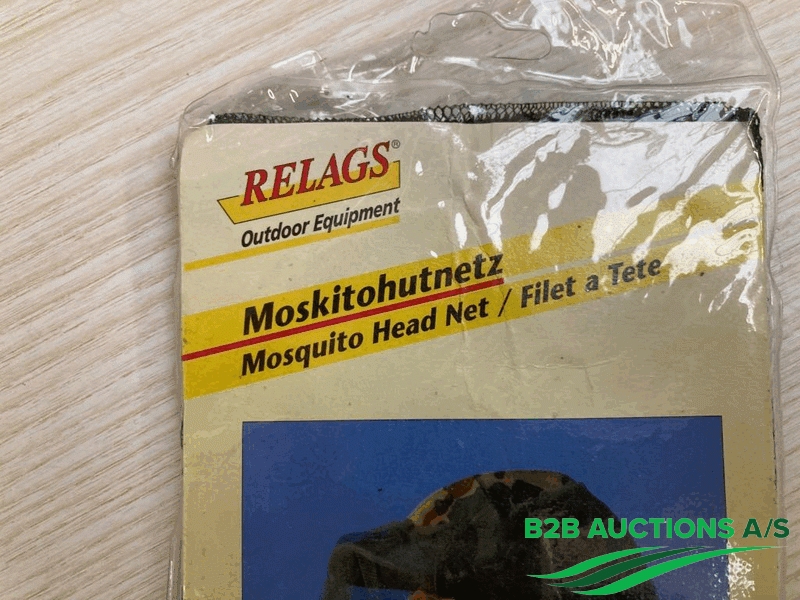 RELAGS®
Outdoor Equipment
Moskitohutnetz
Mosquito Head Net / Filet a Tete
B2B AUCTIONS A/S